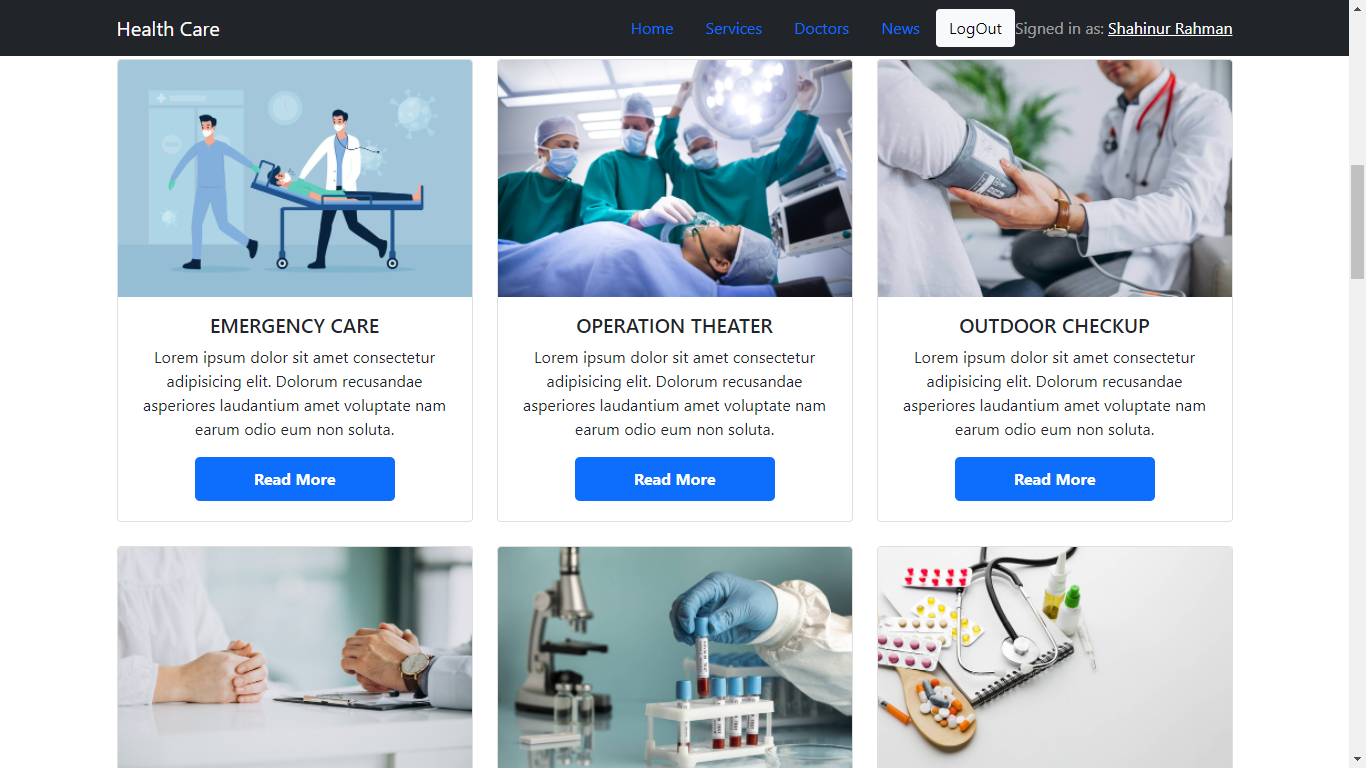 Health Care
Home
Services
Doctors
News
LogOut
Signed in as: Shahinur Rahman
EMERGENCY CARE
Lorem ipsum dolor sit amet consectetur
adipisicing elit. Dolorum recusandae
asperiores laudantium amet voluptate nam
earum odio eum non soluta.
Read More
OPERATION THEATER
Lorem ipsum dolor sit amet consectetur
adipisicing elit. Dolorum recusandae
asperiores laudantium amet voluptate nam
earum odio eum non soluta.
Read More
OUTDOOR CHECKUP
Lorem ipsum dolor sit amet consectetur
adipisicing elit. Dolorum recusandae
asperiores laudantium amet voluptate nam
earum odio eum non soluta.
Read More